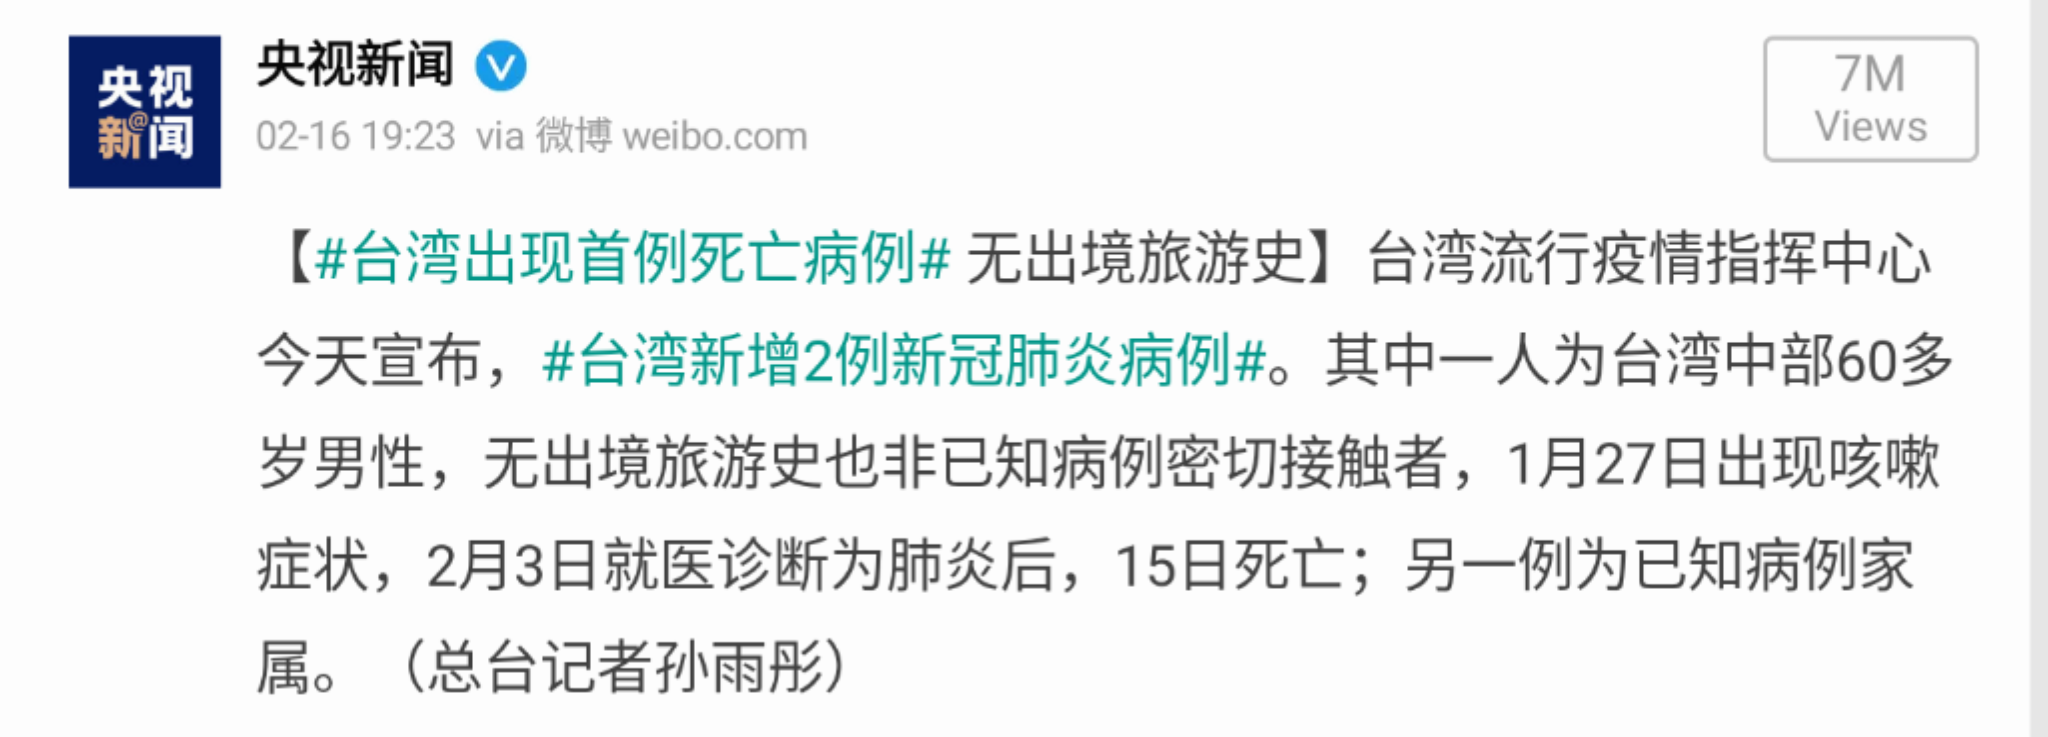 央视
新@闻
央视新闻
02-16 19:23 via 微博 weibo.com
7M
Views
【#台湾出现首例死亡病例# 无出境旅游史】台湾流行疫情指挥中心
今天宣布，#台湾新增2例新冠肺炎病例#。其中一人为台湾中部60多
岁男性，无出境旅游史也非已知病例密切接触者，1月27日出现咳嗽
症状，2月3日就医诊断为肺炎后，15日死亡；另一例为已知病例家
属。（总台记者孙雨彤）